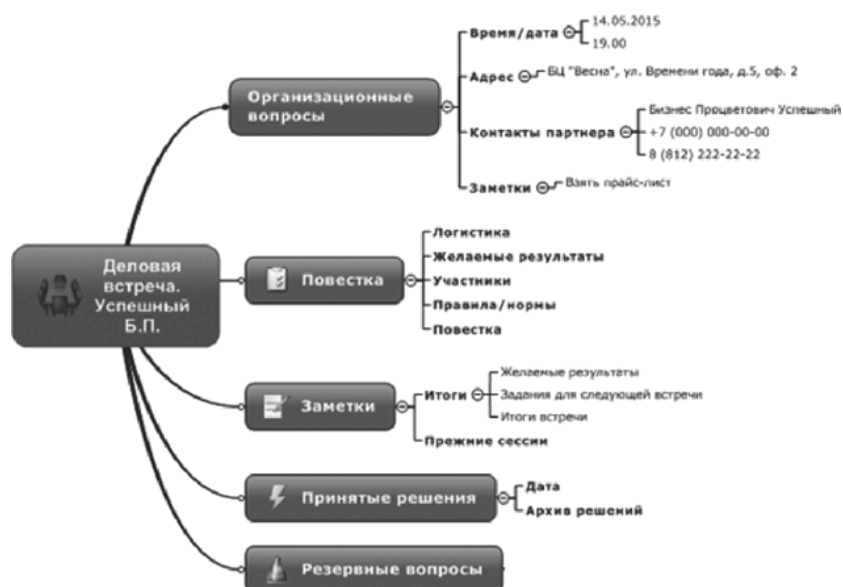 Деловая
встреча.
Успешный
Б.П.
Организационные
вопросы
Время/дата
14.05.2015
19.00
Адрес
БЦ "Весна", ул. Времени года, д.5, оф. 2
Контакты партнера
Бизнес Процветович Успешный
+7 (000) 000-00-00
8 (812) 222-22-22
Заметки
Взять прайс-лист
Повестка
Логистика
Желаемые результаты
Участники
Правила/нормы
Повестка
Заметки
Итоги
Желаемые результаты
Задания для следующей встречи
Итоги встречи
Прежние сессии
Принятые решения
Дата
Архив решений
Резервные вопросы